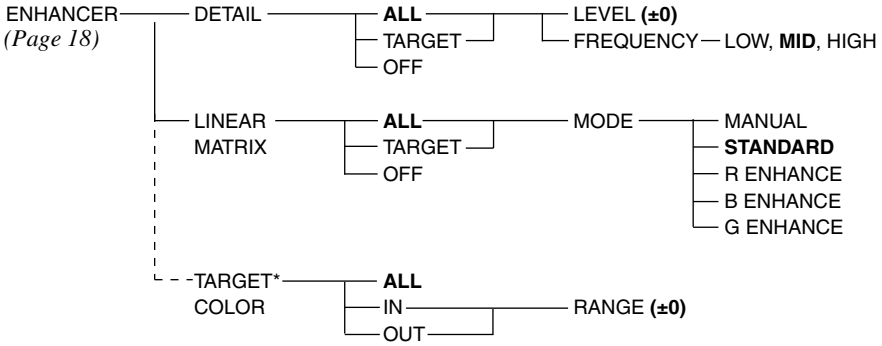 ENHANCER DETAIL ALL LEVEL (±0)
(Page 18) TARGET FREQUENCY LOW, MID, HIGH
OFF
LINEAR MATRIX ALL MODE MANUAL
TARGET STANDARD
OFF R ENHANCE
B ENHANCE
G ENHANCE
TARGET* COLOR ALL
IN RANGE (±0)
OUT